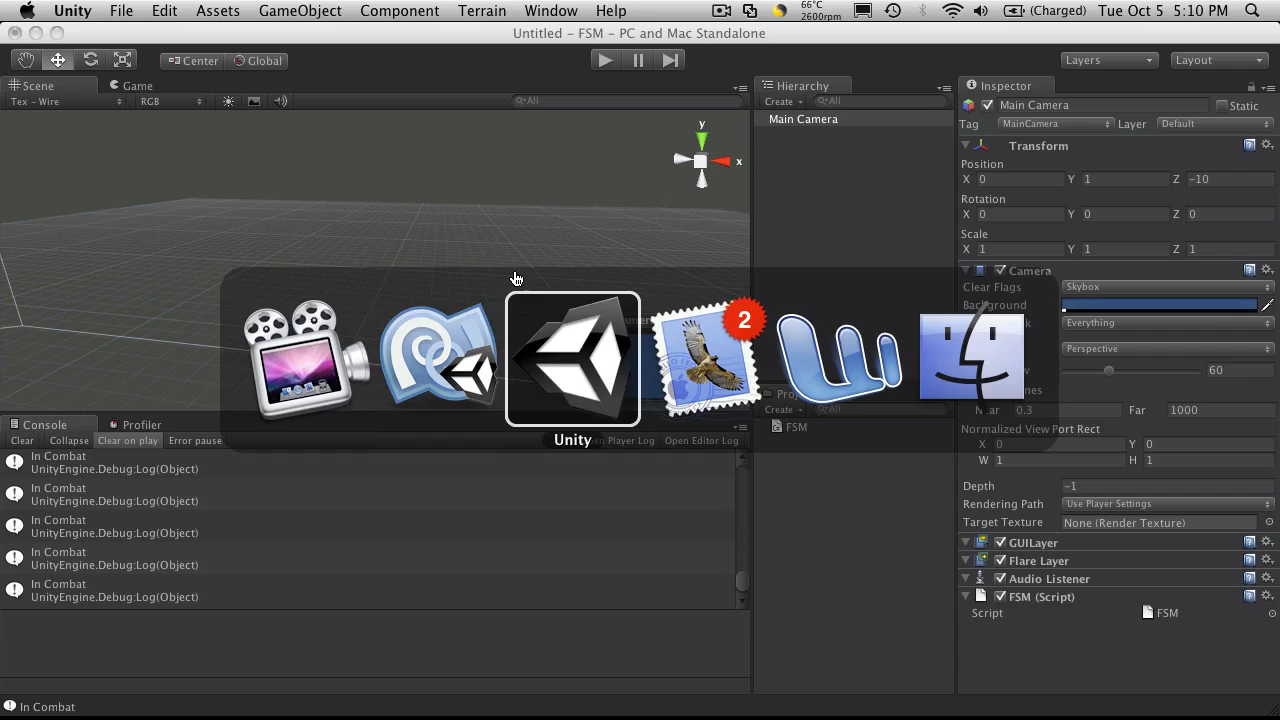 Unity File Edit Assets GameObject Component Terrain Window Help 66°C 2600rpm (Charged) Tue Oct 5 5:10 PM
Untitled - FSM - PC and Mac Standalone
Center Global Layers Layout
Scene Game
Tex - Wire RGB All
Hierarchy
Create All
Main Camera
Inspector
Main Camera Static
Tag MainCamera Layer Default
Transform
Position
X 0 Y 1 Z -10
Rotation
X 0 Y 0 Z 0
Scale
X 1 Y 1 Z 1
Camera
Clear Flags Skybox
Background
Everything
Perspective
60
Near 0.3 Far 1000
Normalized View Port Rect
X 0 Y 0
W 1 H 1
Depth -1
Rendering Path Use Player Settings
Target Texture None (Render Texture)
GUILayer
Flare Layer
Audio Listener
FSM (Script)
Script FSM
y
x
2
Unity
Create All
FSM
Console Profiler
Clear Collapse Clear on play Error pause Open Player Log Open Editor Log
In Combat
UnityEngine.Debug:Log(Object)
In Combat
UnityEngine.Debug:Log(Object)
In Combat
UnityEngine.Debug:Log(Object)
In Combat
UnityEngine.Debug:Log(Object)
In Combat
UnityEngine.Debug:Log(Object)
In Combat